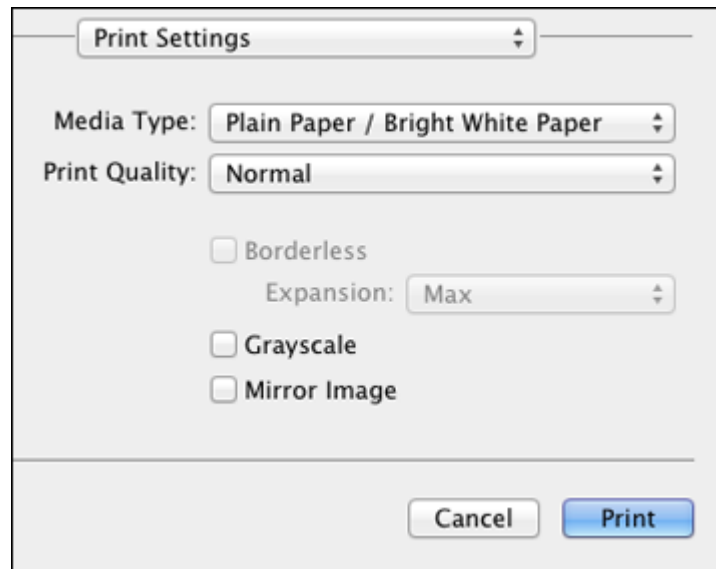 Print Settings
Media Type: Plain Paper / Bright White Paper
Print Quality: Normal
Borderless
Expansion: Max
Grayscale
Mirror Image
Cancel Print